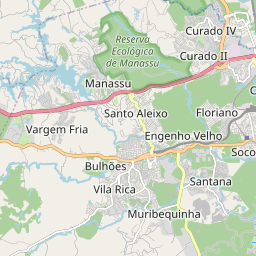 Curado IV
Reserva
Ecológica
de Manassu
Curado II
Manassu
Santo Aleixo
Floriano
Vargem Fria
Engenho Velho
Soco
Bulhões
Vila Rica
Santana
Muribequinha